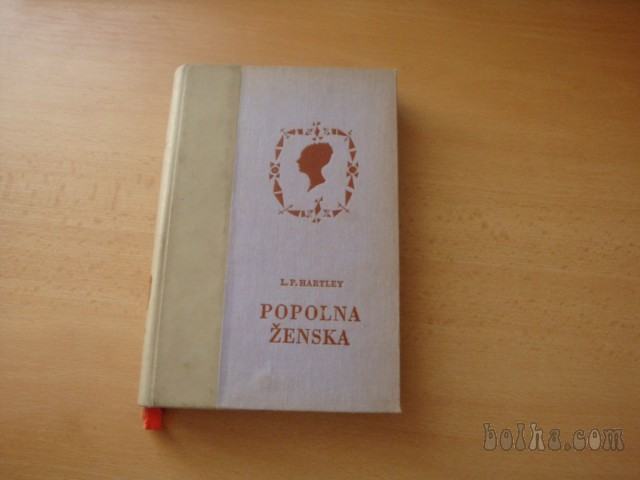 L. P. HARTLEY
POPOLNA
ŽENSKA
bolha.com